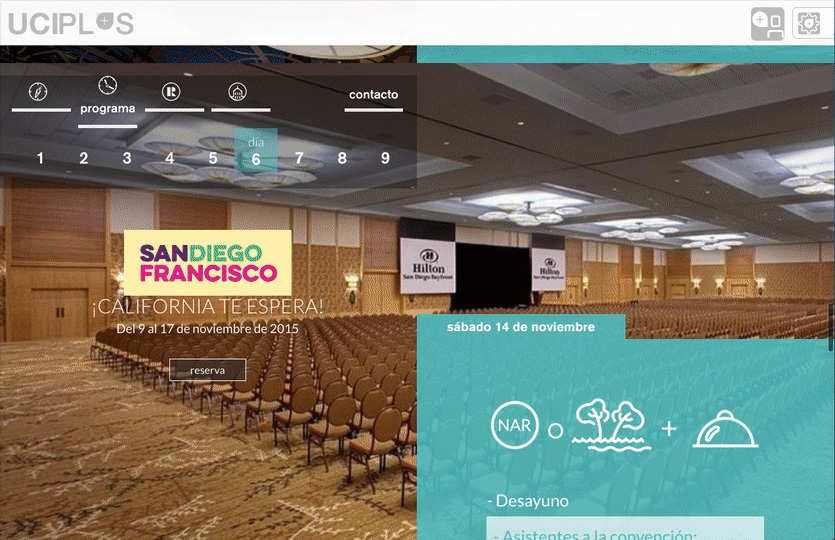 UCIPLUS
programa
contacto
día
1 2 3 4 5 6 7 8 9
SANDIEGO
FRANCISCO
¡CALIFORNIA TE ESPERA!
Del 9 al 17 de noviembre de 2015
reserva
Hilton
San Diego Bayfront
Hilton
San Diego Bayfront
sábado 14 de noviembre
NAR o +
- Desayuno
- Asistentes a la convención: